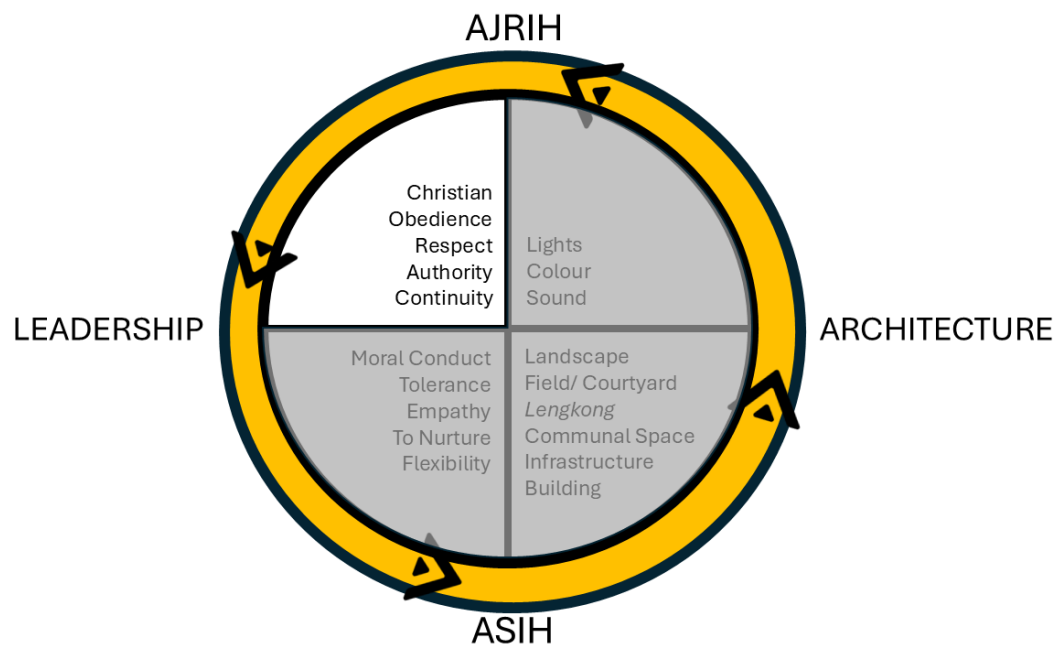 AJRIH
Christian
Obedience
Respect
Authority
Continuity
Lights
Colour
Sound
LEADERSHIP
ARCHITECTURE
Moral Conduct
Tolerance
Empathy
To Nurture
Flexibility
Landscape
Field/ Courtyard
Lengkong
Communal Space
Infrastructure
Building
ASIH